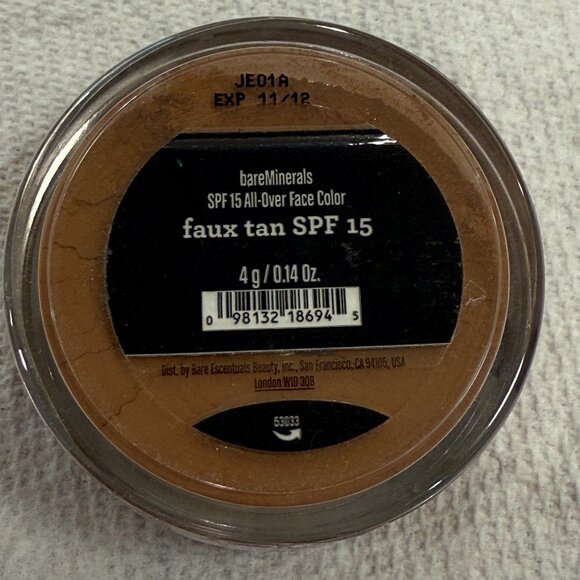 JE01A
EXP 11/12
bareMinerals
SPF 15 All-Over Face Color
faux tan SPF 15
4 g / 0.14 Oz.
0 98132 18694 5
Dist. by Bare Escentuals Beauty, Inc., San Francisco, CA 94105, USA
London W1D 3QB
53033